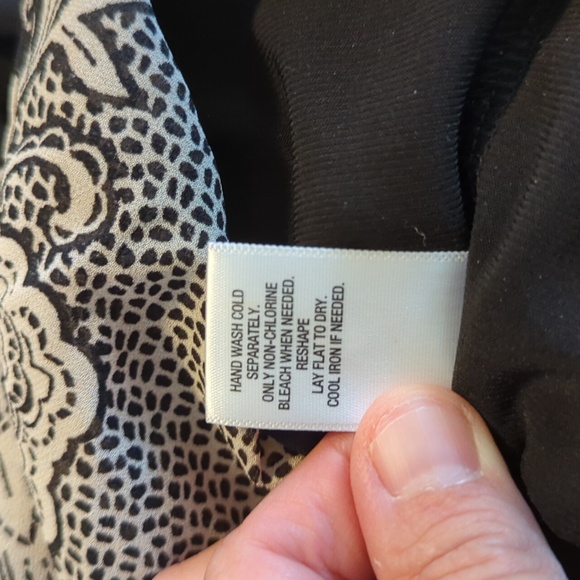 HAND WASH COLD
SEPARATELY.
ONLY NON-CHLORINE
BLEACH WHEN NEEDED.
RESHAPE
LAY FLAT TO DRY.
COOL IRON IF NEEDED.